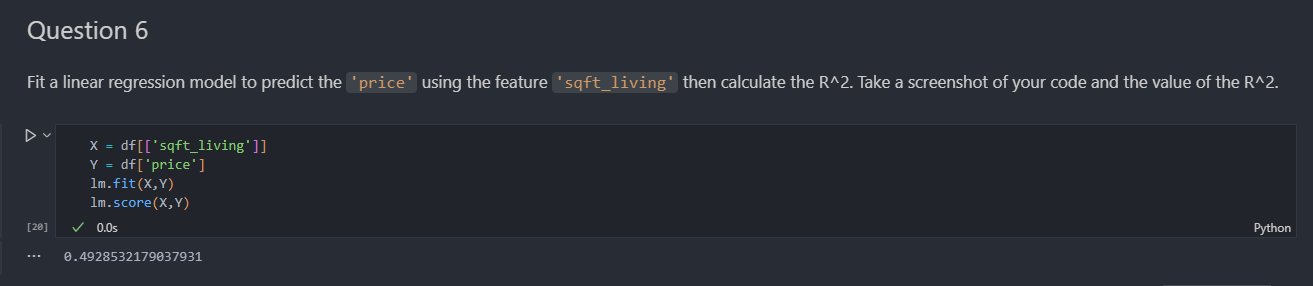 Question 6
Fit a linear regression model to predict the 'price' using the feature 'sqft_living' then calculate the R^2. Take a screenshot of your code and the value of the R^2.
X = df[['sqft_living']]
Y = df['price']
lm.fit(X,Y)
lm.score(X,Y)
[20] 0.0s Python
... 0.4928532179037931